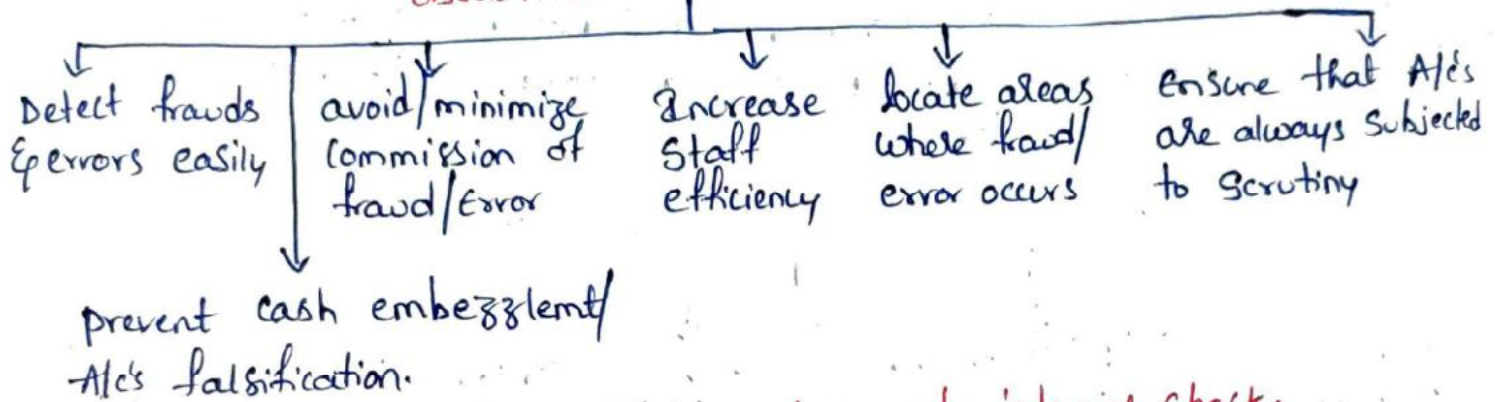 Detect frauds
& errors easily
avoid/minimize
Commission of
fraud/Error
Increase
Staff
efficiency
locate areas
where fraud/
error occurs
Ensure that A/c's
are always Subjected
to Scrutiny
prevent cash embezzlemt/
A/c's falsification.
check